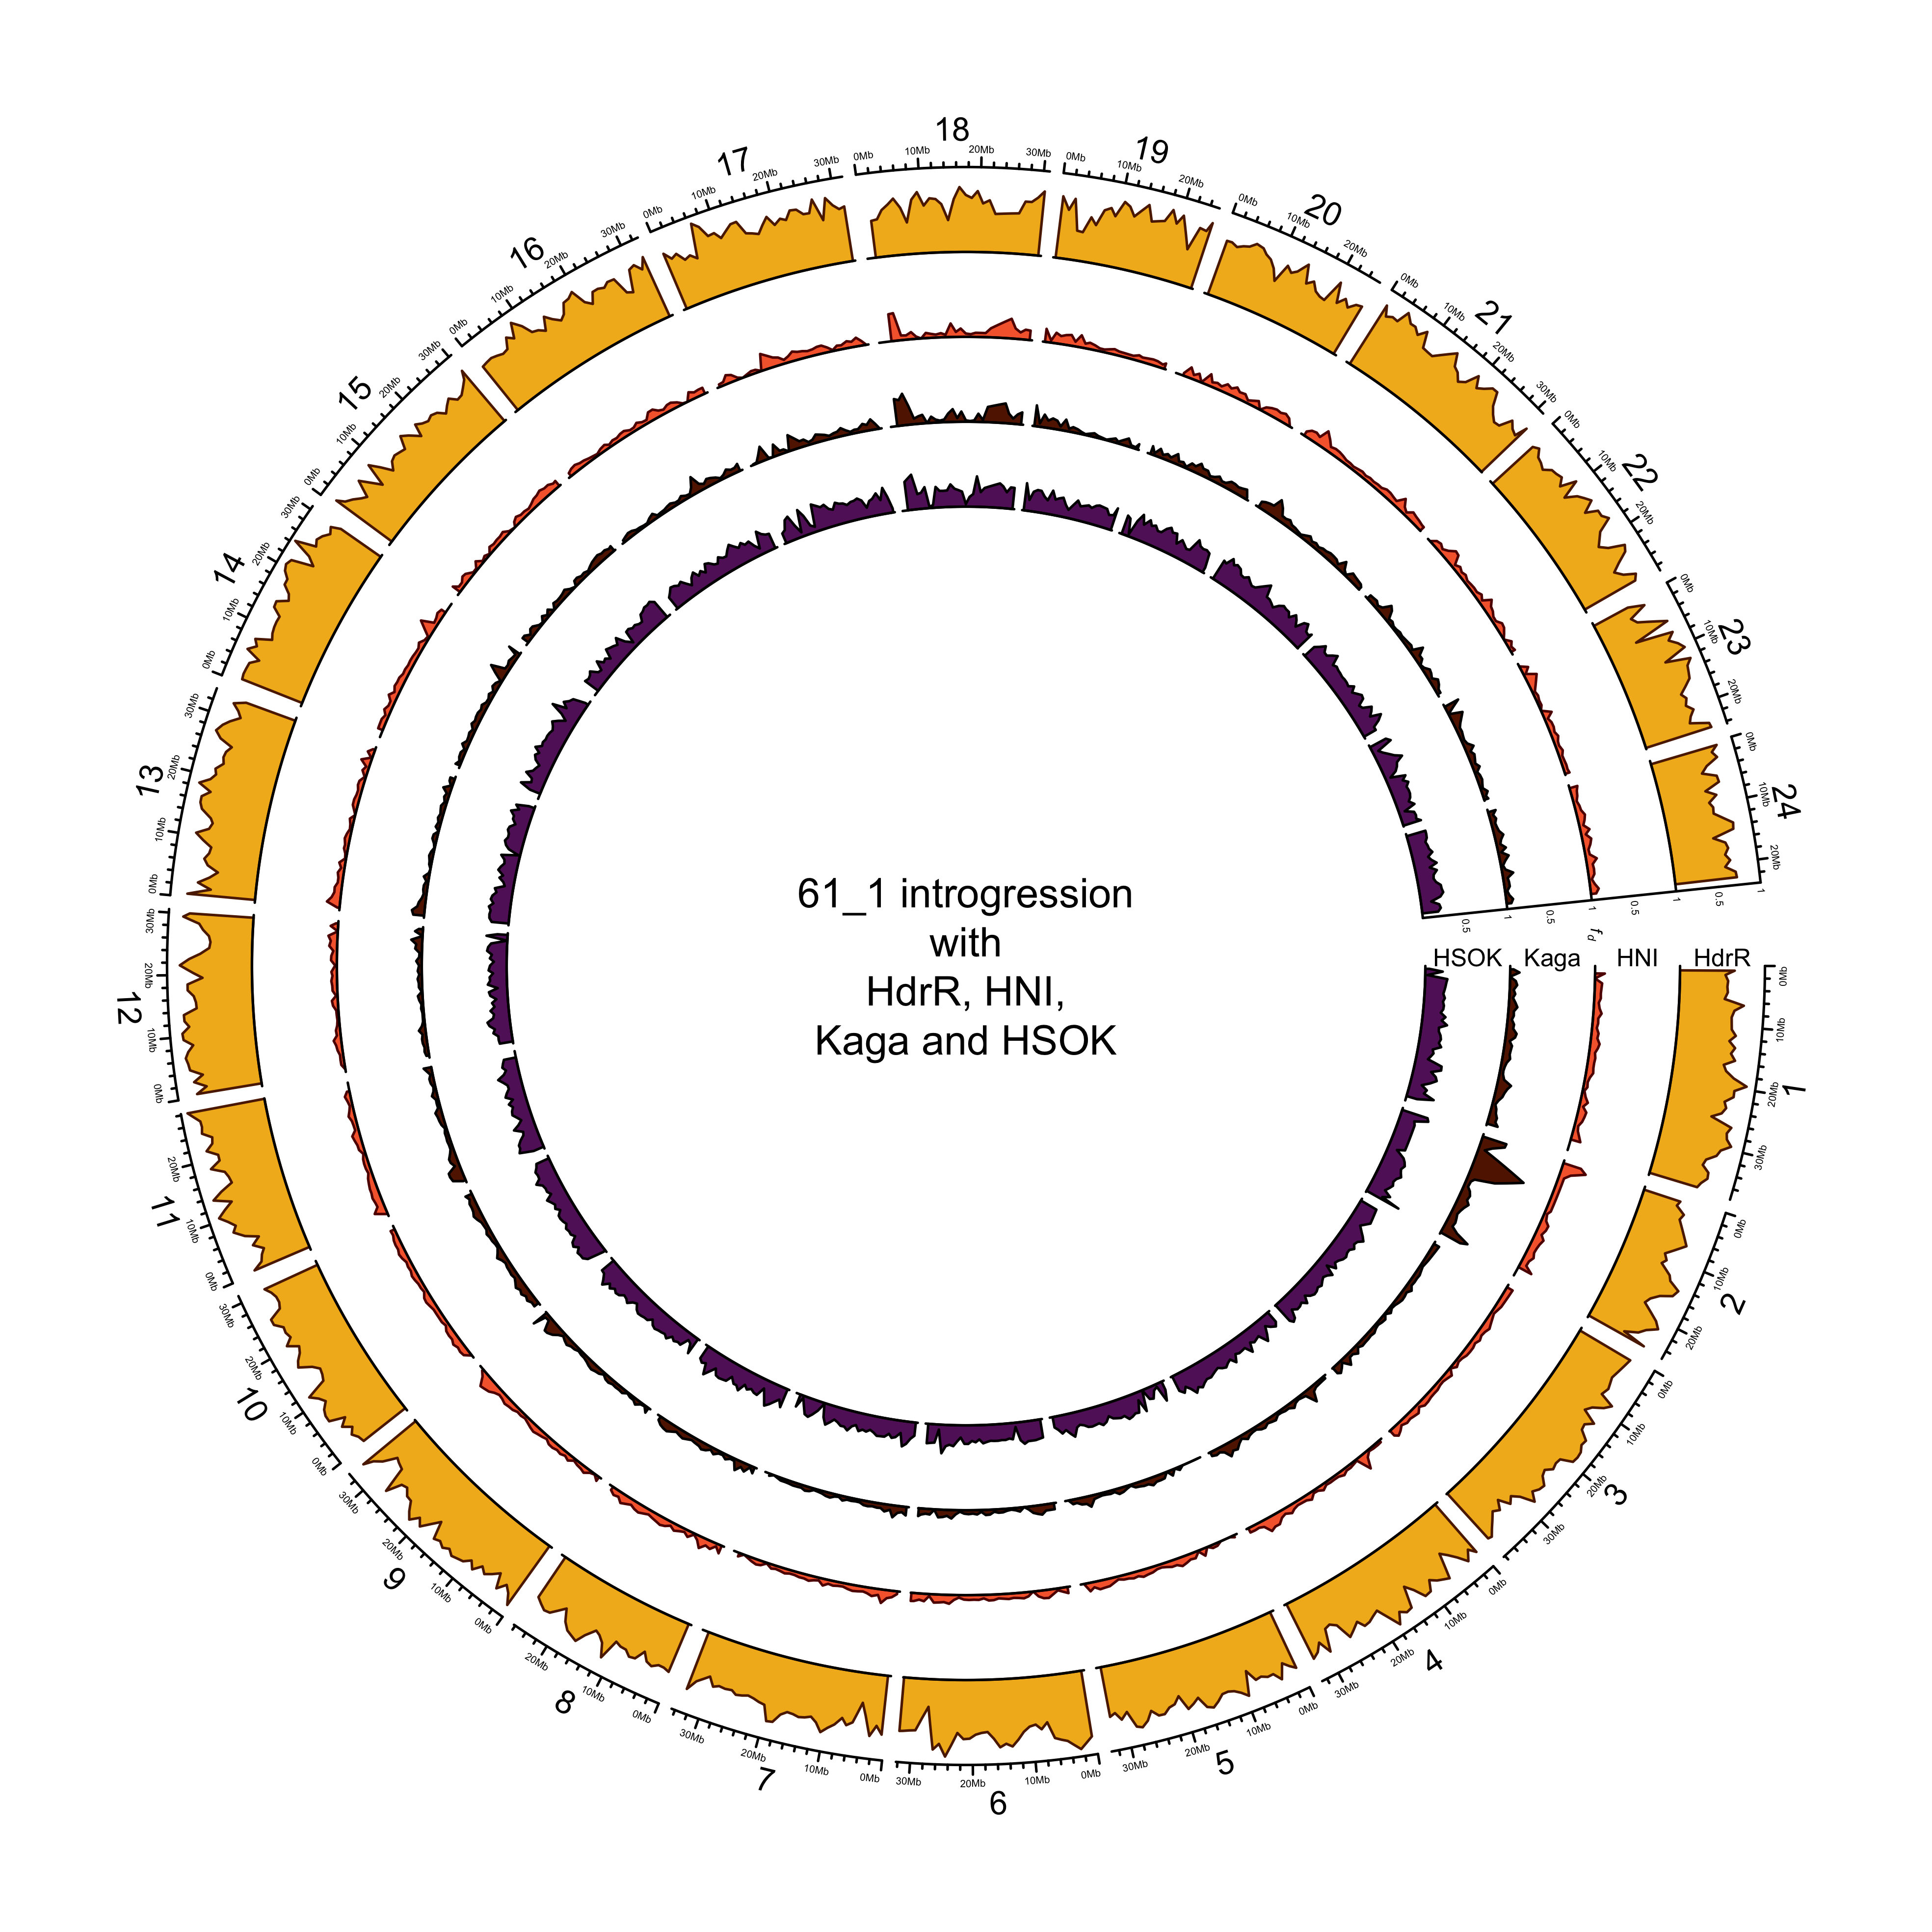 61_1 introgression
with
HdrR, HNI,
Kaga and HSOK
HSOK Kaga HNI HdrR
0.5 1 0.5 1 0.5 1 0.5 1
fd
1
0Mb 10Mb 20Mb 30Mb
2
0Mb 10Mb 20Mb
3
0Mb 10Mb 20Mb 30Mb
4
0Mb 10Mb 20Mb 30Mb
5
0Mb 10Mb 20Mb 30Mb
6
0Mb 10Mb 20Mb 30Mb
7
0Mb 10Mb 20Mb 30Mb
8
0Mb 10Mb 20Mb
9
0Mb 10Mb 20Mb 30Mb
10
0Mb 10Mb 20Mb 30Mb
11
0Mb 10Mb 20Mb
12
0Mb 10Mb 20Mb 30Mb
13
0Mb 10Mb 20Mb 30Mb
14
0Mb 10Mb 20Mb 30Mb
15
0Mb 10Mb 20Mb 30Mb
16
0Mb 10Mb 20Mb 30Mb
17
0Mb 10Mb 20Mb 30Mb
18
0Mb 10Mb 20Mb 30Mb
19
0Mb 10Mb 20Mb
20
0Mb 10Mb 20Mb
21
0Mb 10Mb 20Mb 30Mb
22
0Mb 10Mb 20Mb
23
0Mb 10Mb 20Mb
24
0Mb 10Mb 20Mb